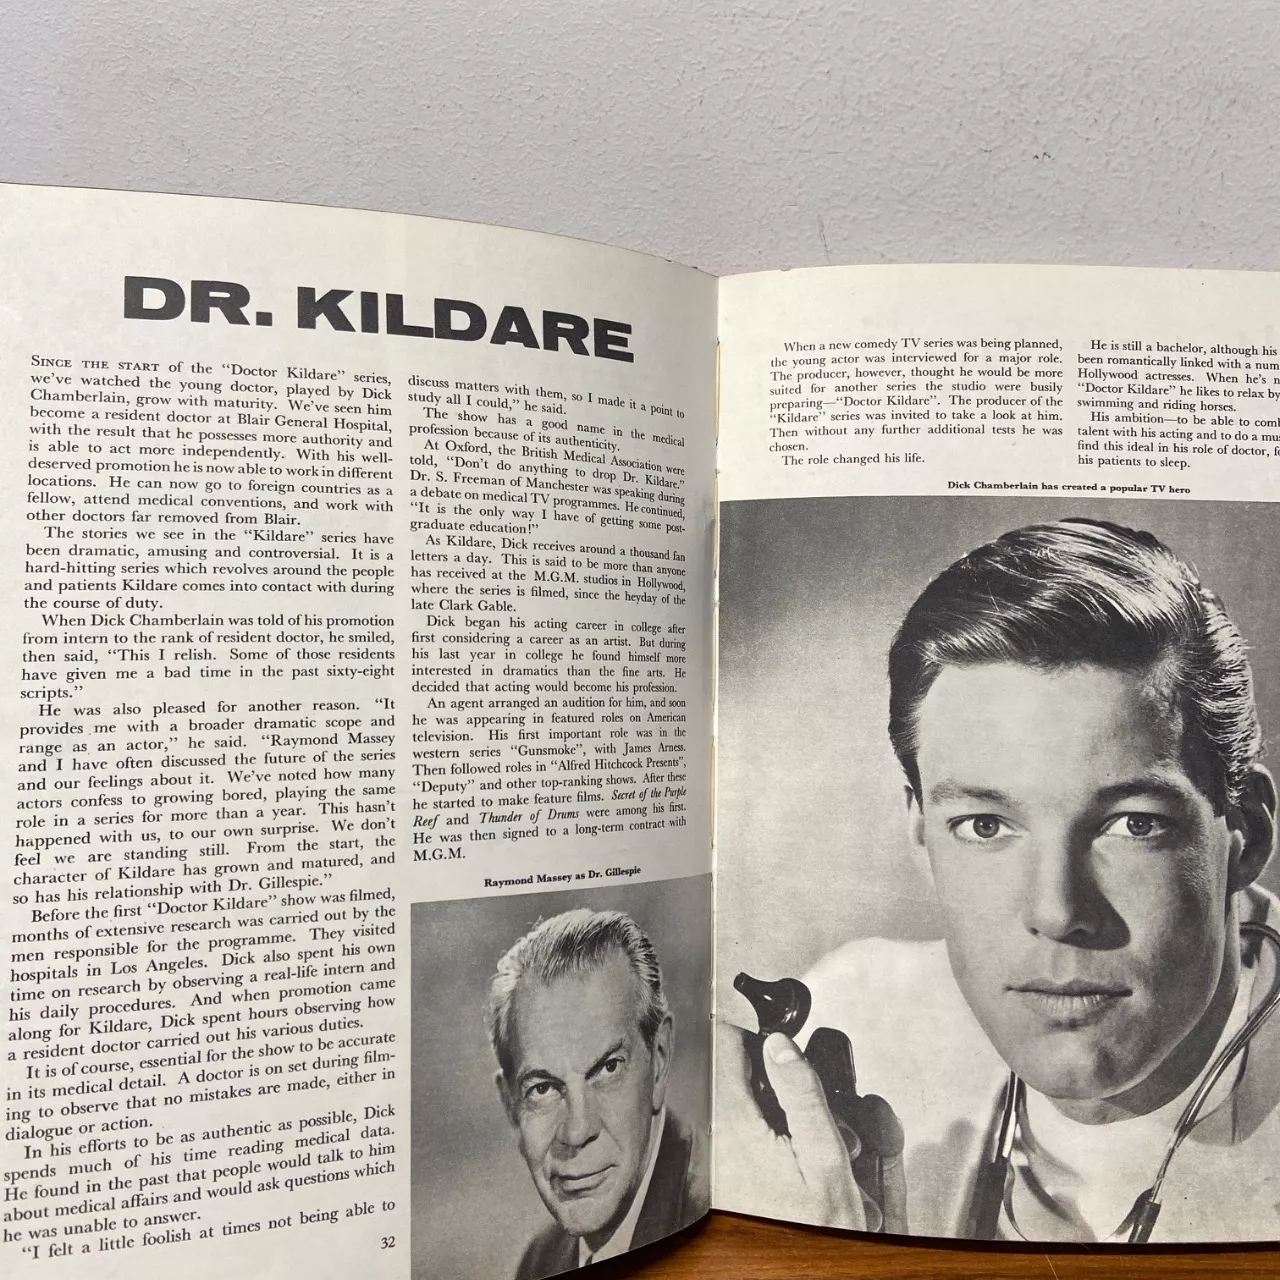 DR. KILDARE
SINCE THE START of the "Doctor Kildare" series,
we've watched the young doctor, played by Dick
Chamberlain, grow with maturity. We've seen him
become a resident doctor at Blair General Hospital,
with the result that he possesses more authority and
is able to act more independently. With his well-
deserved promotion he is now able to work in different
locations. He can now go to foreign countries as a
fellow, attend medical conventions, and work with
other doctors far removed from Blair.
The stories we see in the "Kildare" series have
been dramatic, amusing and controversial. It is a
hard-hitting series which revolves around the people
and patients Kildare comes into contact with during
the course of duty.
When Dick Chamberlain was told of his promotion
from intern to the rank of resident doctor, he smiled,
then said, "This I relish. Some of those residents
have given me a bad time in the past sixty-eight
scripts."
He was also pleased for another reason. "It
provides me with a broader dramatic scope and
range as an actor," he said. "Raymond Massey
and I have often discussed the future of the series
and our feelings about it. We've noted how many
actors confess to growing bored, playing the same
role in a series for more than a year. This hasn't
happened with us, to our own surprise. We don't
feel we are standing still. From the start, the
character of Kildare has grown and matured, and
so has his relationship with Dr. Gillespie."
Before the first "Doctor Kildare" show was filmed,
months of extensive research was carried out by the
men responsible for the programme. They visited
hospitals in Los Angeles. Dick also spent his own
time on research by observing a real-life intern and
his daily procedures. And when promotion came
along for Kildare, Dick spent hours observing how
a resident doctor carried out his various duties.
It is of course, essential for the show to be accurate
in its medical detail. A doctor is on set during film-
ing to observe that no mistakes are made, either in
dialogue or action.
In his efforts to be as authentic as possible, Dick
spends much of his time reading medical data.
He found in the past that people would talk to him
about medical affairs and would ask questions which
he was unable to answer.
"I felt a little foolish at times not being able to
32
discuss matters with them, so I made it a point to
study all I could," he said.
The show has a good name in the medical
profession because of its authenticity.
At Oxford, the British Medical Association were
told, "Don't do anything to drop Dr. Kildare."
Dr. S. Freeman of Manchester was speaking during
a debate on medical TV programmes. He continued,
"It is the only way I have of getting some post-
graduate education!"
As Kildare, Dick receives around a thousand fan
letters a day. This is said to be more than anyone
has received at the M.G.M. studios in Hollywood,
where the series is filmed, since the heyday of the
late Clark Gable.
Dick began his acting career in college after
first considering a career as an artist. But during
his last year in college he found himself more
interested in dramatics than the fine arts. He
decided that acting would become his profession.
An agent arranged an audition for him, and soon
he was appearing in featured roles on American
television. His first important role was in the
western series "Gunsmoke", with James Arness.
Then followed roles in "Alfred Hitchcock Presents",
"Deputy" and other top-ranking shows. After these
he started to make feature films. Secret of the Purple
Reef and Thunder of Drums were among his first.
He was then signed to a long-term contract with
M.G.M.
Raymond Massey as Dr. Gillespie
When a new comedy TV series was being planned,
the young actor was interviewed for a major role.
The producer, however, thought he would be more
suited for another series the studio were busily
preparing—"Doctor Kildare". The producer of the
"Kildare" series was invited to take a look at him.
Then without any further additional tests he was
chosen.
The role changed his life.
He is still a bachelor, although his
been romantically linked with a num
Hollywood actresses. When he's n
"Doctor Kildare" he likes to relax by
swimming and riding horses.
His ambition—to be able to comb
talent with his acting and to do a mus
find this ideal in his role of doctor, fo
his patients to sleep.
Dick Chamberlain has created a popular TV hero